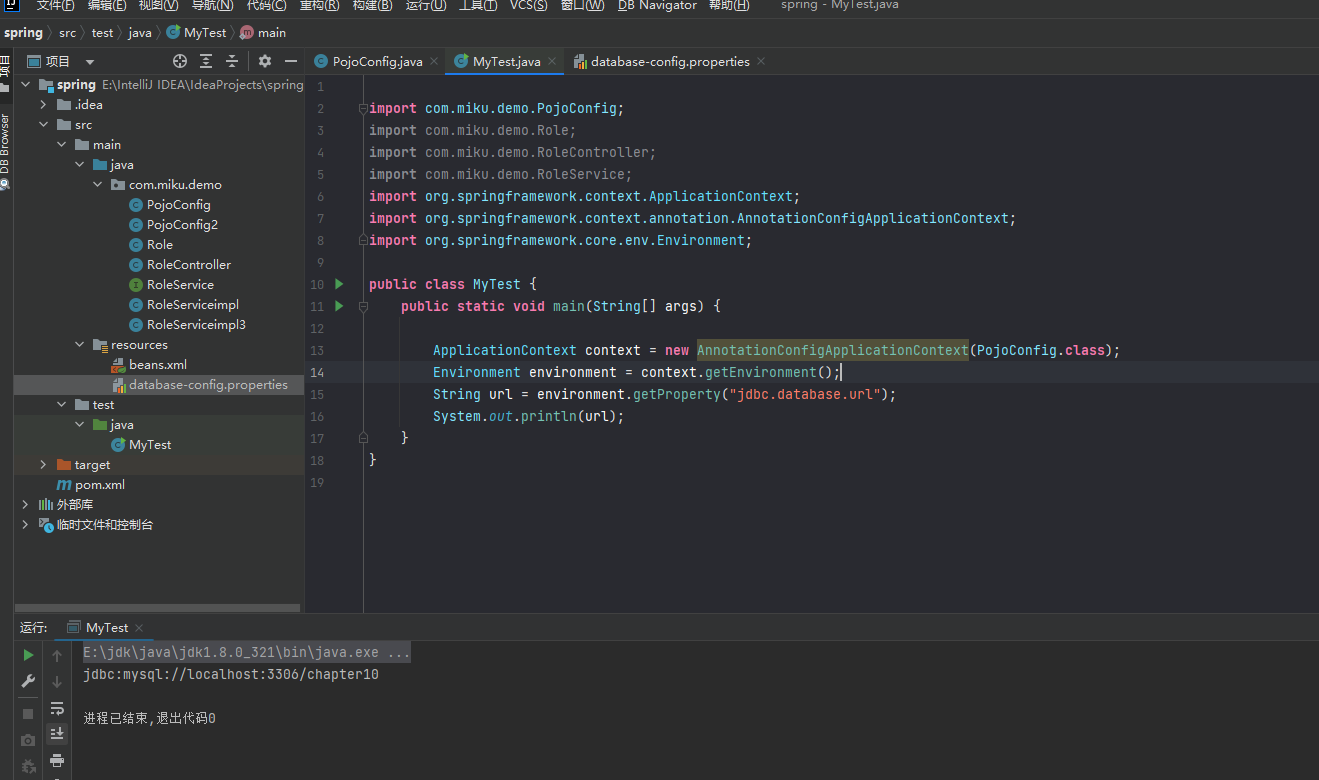 文件(F) 编辑(E) 视图(V) 导航(N) 代码(C) 重构(R) 构建(B) 运行(U) 工具(T) VCS(S) 窗口(W) DB Navigator 帮助(H) spring - MyTest.java
spring src test java MyTest main
项目
PojoConfig.java MyTest.java database-config.properties
项目
DB Browser
spring E:\IntelliJ IDEA\IdeaProjects\spring
.idea
src
main
java
com.miku.demo
PojoConfig
PojoConfig2
Role
RoleController
RoleService
RoleServiceimpl
RoleServiceimpl3
resources
beans.xml
database-config.properties
test
java
MyTest
target
pom.xml
外部库
临时文件和控制台
1
2 import com.miku.demo.PojoConfig;
3 import com.miku.demo.Role;
4 import com.miku.demo.RoleController;
5 import com.miku.demo.RoleService;
6 import org.springframework.context.ApplicationContext;
7 import org.springframework.context.annotation.AnnotationConfigApplicationContext;
8 import org.springframework.core.env.Environment;
9
10 public class MyTest {
11 public static void main(String[] args) {
12
13 ApplicationContext context = new AnnotationConfigApplicationContext(PojoConfig.class);
14 Environment environment = context.getEnvironment();
15 String url = environment.getProperty("jdbc.database.url");
16 System.out.println(url);
17 }
18 }
19
运行: MyTest
E:\jdk\java\jdk1.8.0_321\bin\java.exe ...
jdbc:mysql://localhost:3306/chapter10
进程已结束,退出代码0